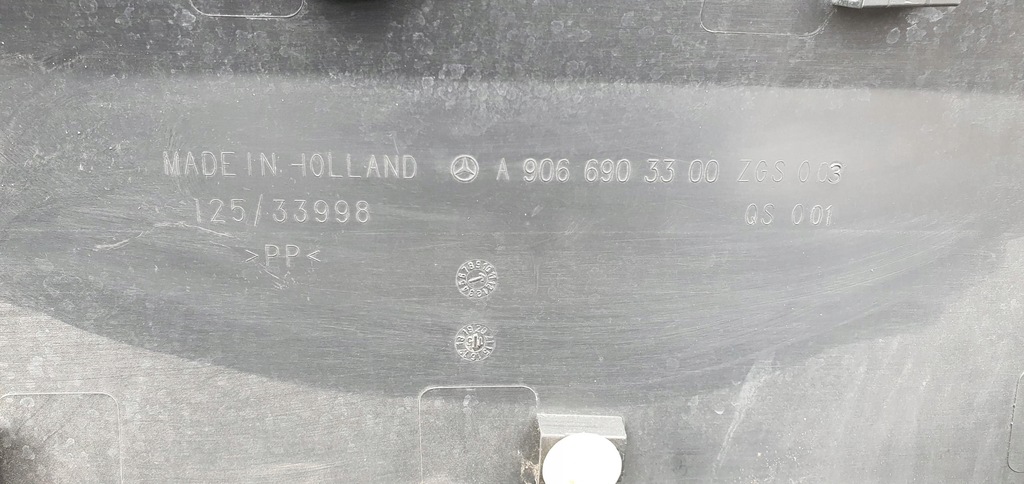 MADE IN HOLLAND A 906 690 33 00 ZGS 003
125/33998 QS 001
>PP<